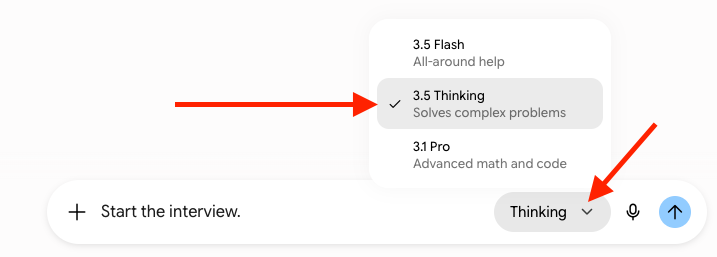 3.5 Flash
All-around help
3.5 Thinking
Solves complex problems
3.1 Pro
Advanced math and code
Start the interview.
Thinking